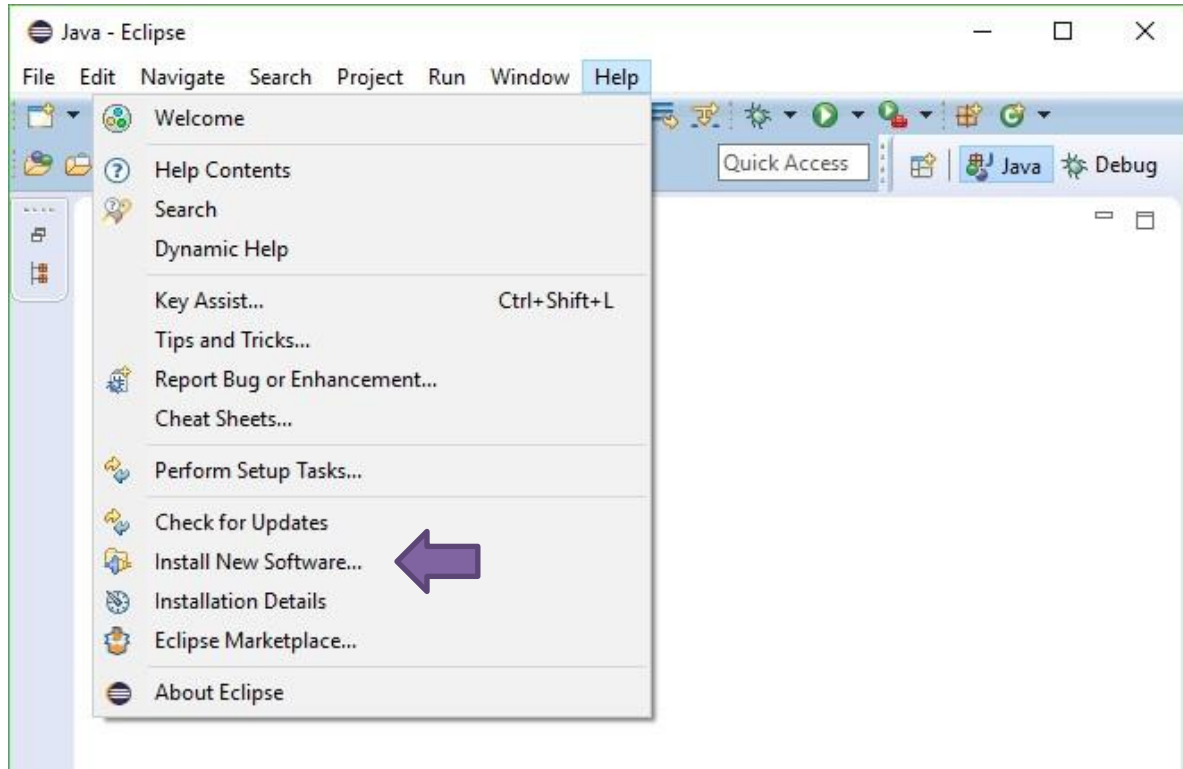 Java - Eclipse
File Edit Navigate Search Project Run Window Help
Quick Access Java Debug
Welcome
Help Contents
Search
Dynamic Help
Key Assist... Ctrl+Shift+L
Tips and Tricks...
Report Bug or Enhancement...
Cheat Sheets...
Perform Setup Tasks...
Check for Updates
Install New Software...
Installation Details
Eclipse Marketplace...
About Eclipse